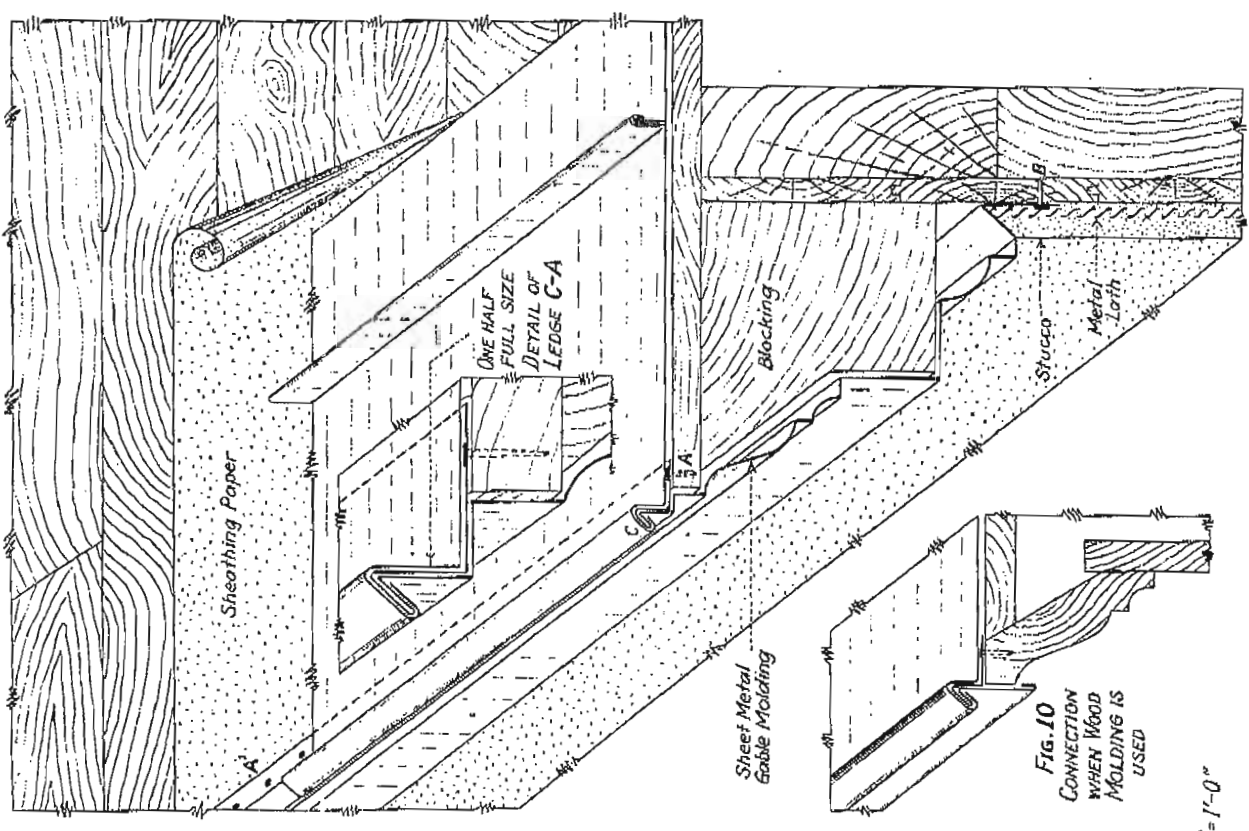 Sheathing Paper
ONE HALF
FULL SIZE
DETAIL OF
LEDGE C-A
A
C
A
B
Blocking
Stucco
Metal
Lath
Sheet Metal
Gable Molding
FIG. 10
CONNECTION
WHEN WOOD
MOLDING IS
USED
= 1'-0"